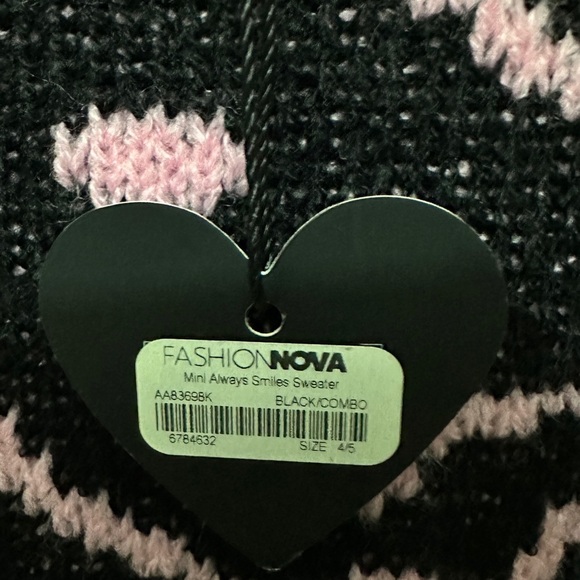 FASHIONNOVA
Mini Always Smiles Sweater
AA83698K BLACK/COMBO
6784632 SIZE 4/5